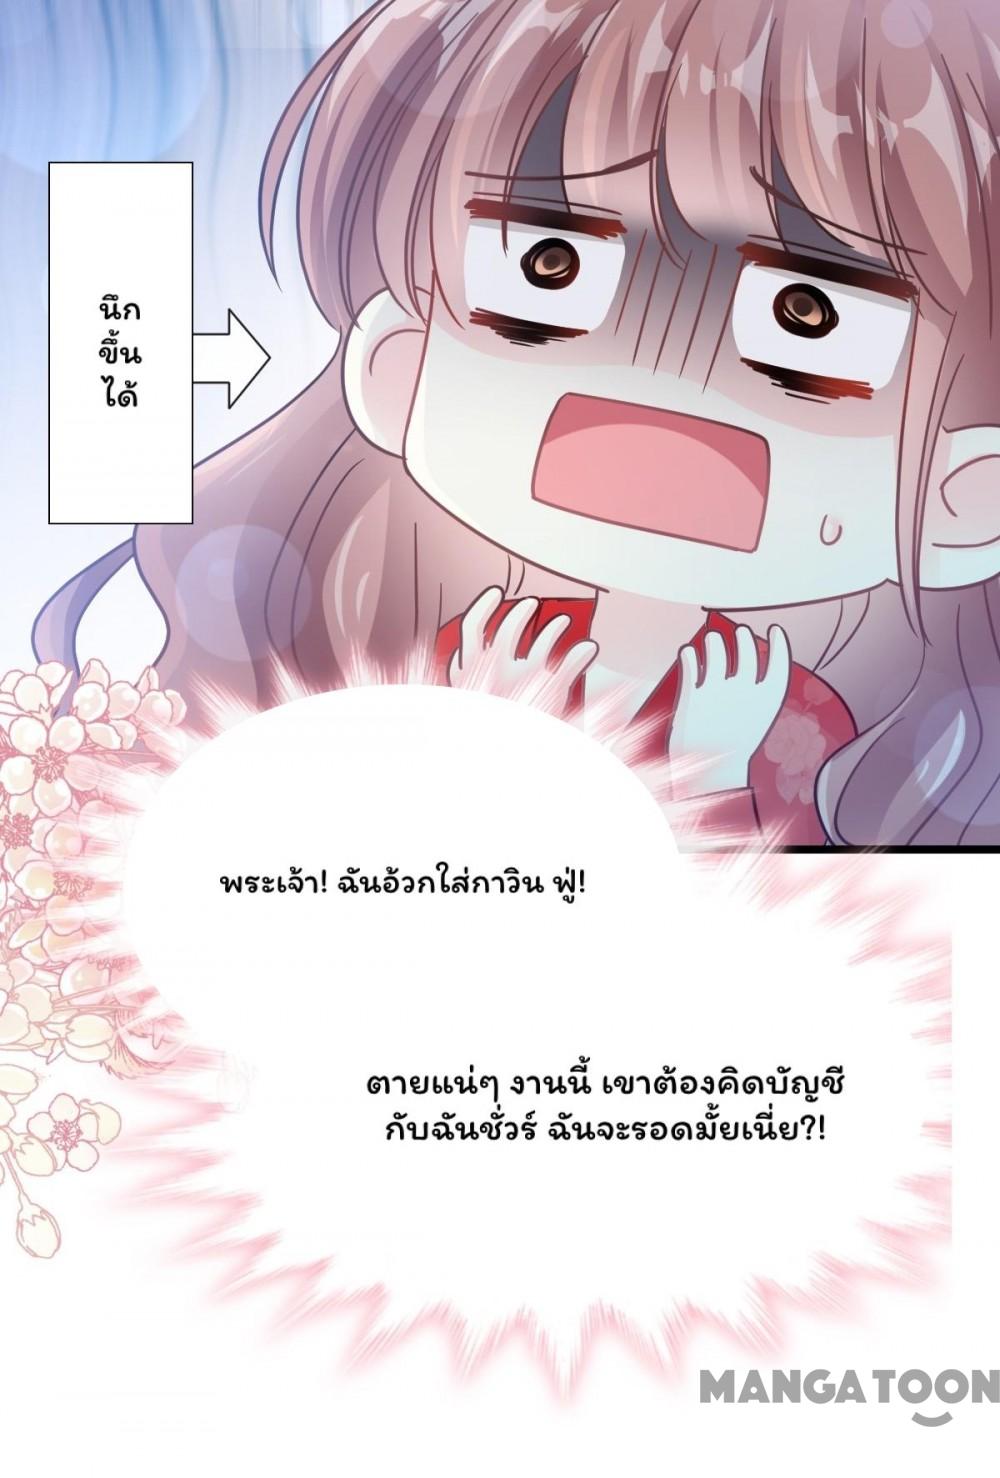 นึก
ขึ้น
ได้
พระเจ้า! ฉันอ้วกใส่กาวิน ฟู่!
ตายแน่ๆ งานนี้ เขาต้องคิดบัญชี
กับฉันชั่วร์ ฉันจะรอดมั้ยเนี่ย?!
MANGATOON